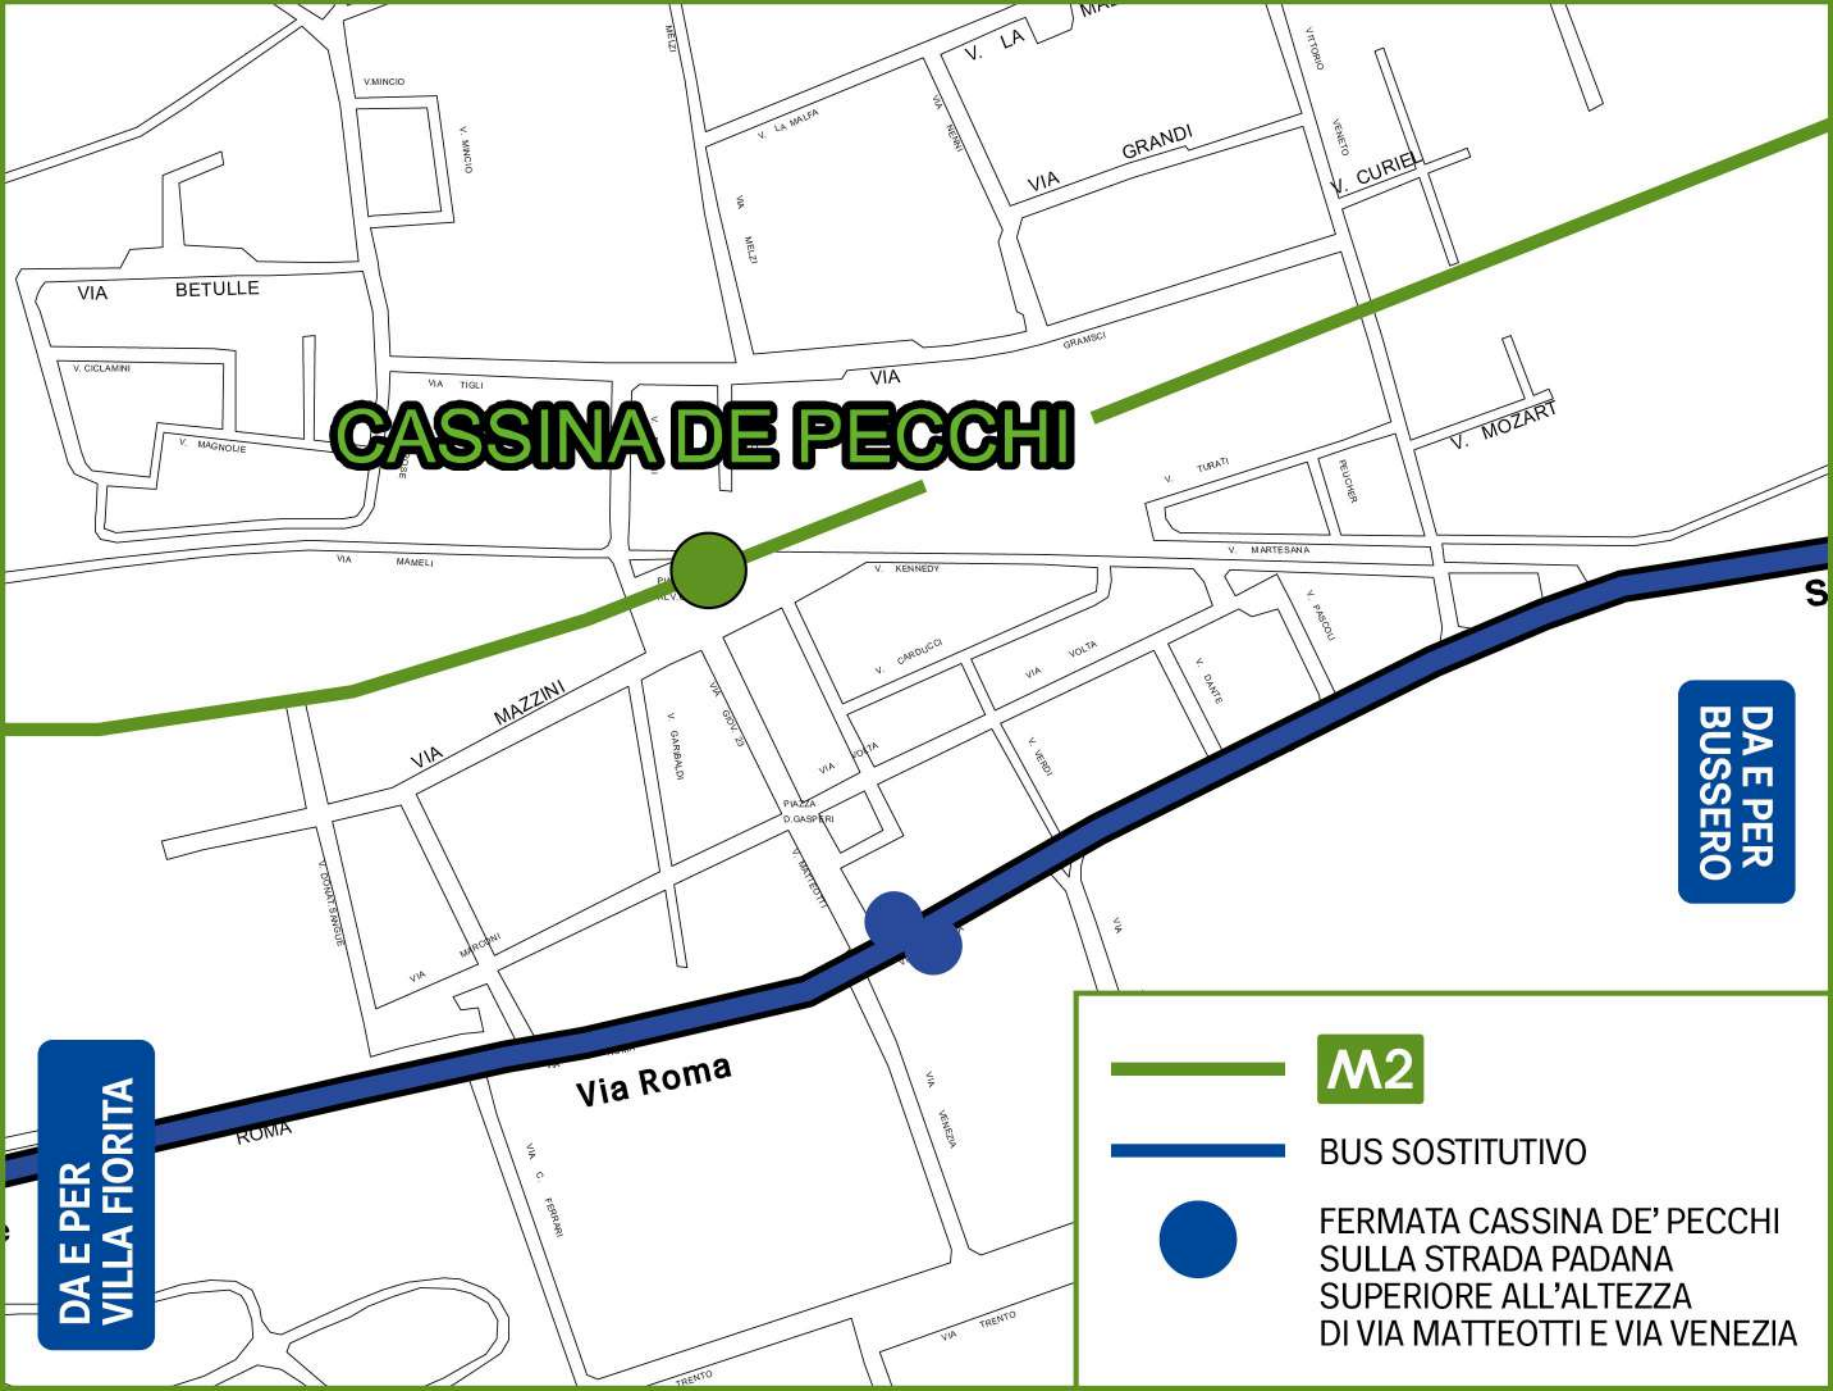 MELZI
V. LA
VITTORIO
V.MINCIO
V. MINCIO
V. LA MALFA
VIA NENNI
VIA GRANDI
VENETO
V. CURIEL
VIA MELZI
VIA BETULLE
GRAMSCI
V. CICLAMINI
VIA TIGLI
VIA
V. MAGNOLIE
CASSINA DE PECCHI
V. MOZART
V. TURATI
PEUCHER
VIA MAMELI
V. MARTESANA
V. KENNEDY
V. PASCOLI
V. CARDUCCI
VIA VOLTA
V. DANTE
VIA MAZZINI
VIA GIOV. 23
V. GARIBALDI
VIA VOLTA
V. VERDI
PIAZZA
D.GASPERI
V. MATTEOTTI
V. DONAT.SANGUE
VIA MARCONI
VIA
DA E PER
BUSSERO
Via Roma
ROMA
VIA VENEZIA
VIA C. FERRARI
VIA TRENTO
TRENTO
DA E PER
VILLA FIORITA
M2
BUS SOSTITUTIVO
FERMATA CASSINA DE’ PECCHI
SULLA STRADA PADANA
SUPERIORE ALL’ALTEZZA
DI VIA MATTEOTTI E VIA VENEZIA